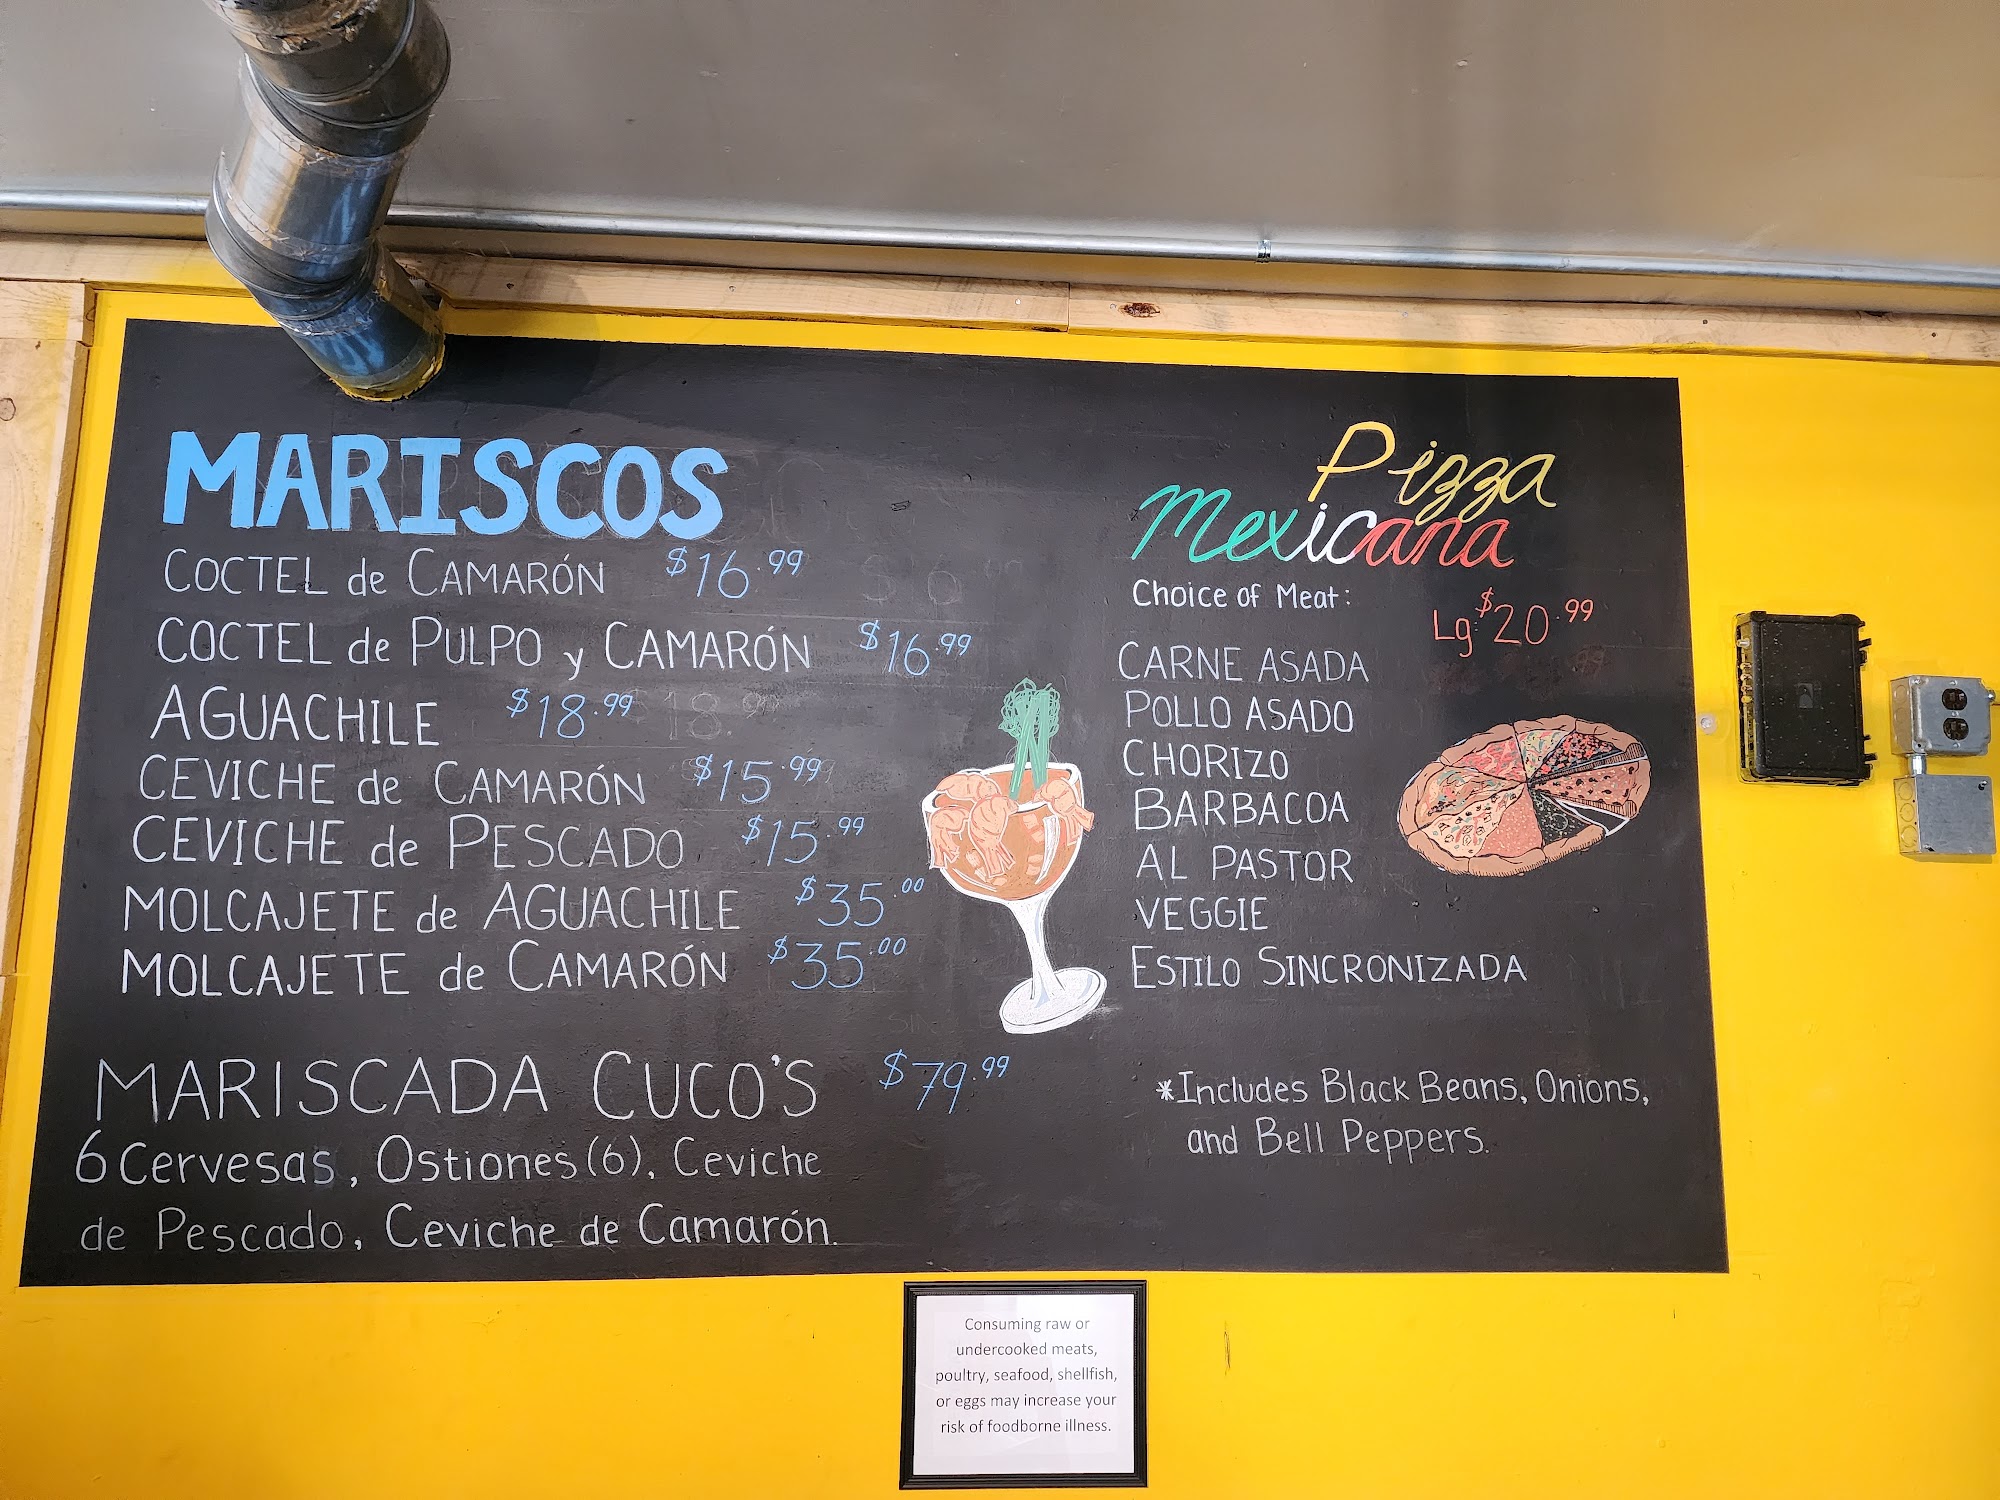 MARISCOS
COCTEL de CAMARÓN $16.99
COCTEL de PULPO y CAMARÓN $16.99
AGUACHILE $18.99
CEVICHE de CAMARÓN $15.99
CEVICHE de PESCADO $15.99
MOLCAJETE de AGUACHILE $35.00
MOLCAJETE de CAMARÓN $35.00
MARISCADA CUCO'S $79.99
6 Cervesas, Ostiones (6), Ceviche
de Pescado, Ceviche de Camarón.
Pizza
Mexicana
Choice of Meat:
Lg. $20.99
CARNE ASADA
POLLO ASADO
CHORIZO
BARBACOA
AL PASTOR
VEGGIE
ESTILO SINCRONIZADA
*Includes Black Beans, Onions,
and Bell Peppers.
Consuming raw or
undercooked meats,
poultry, seafood, shellfish,
or eggs may increase your
risk of foodborne illness.